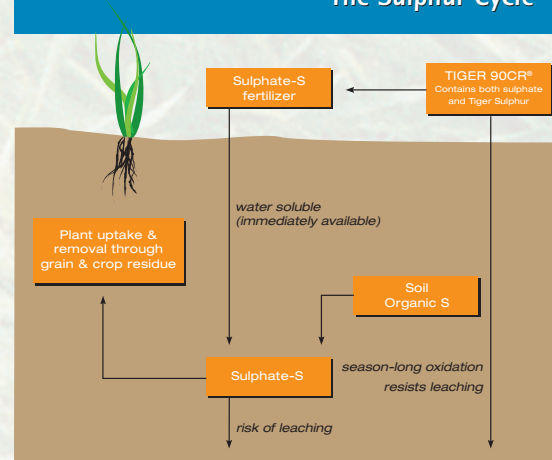 The Sulphur Cycle
Sulphate-S
fertilizer
TIGER 90CR®
Contains both sulphate
and Tiger Sulphur
water soluble
(immediately available)
Plant uptake &
removal through
grain & crop residue
Soil
Organic S
Sulphate-S
season-long oxidation
resists leaching
risk of leaching